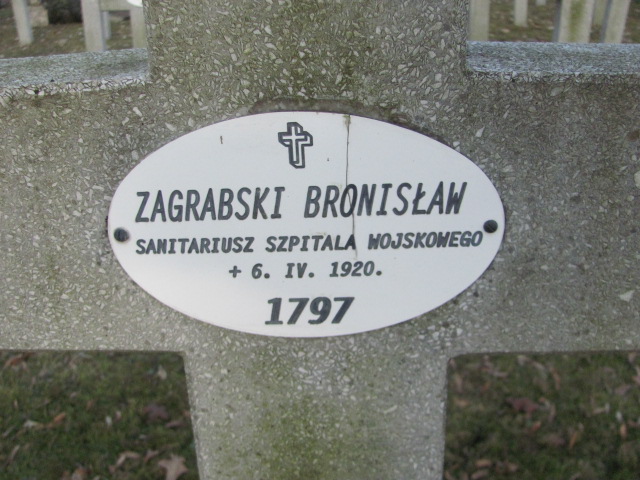 ZAGRABSKI BRONISŁAW
SANITARIUSZ SZPITALA WOJSKOWEGO
+ 6. IV. 1920.
1797